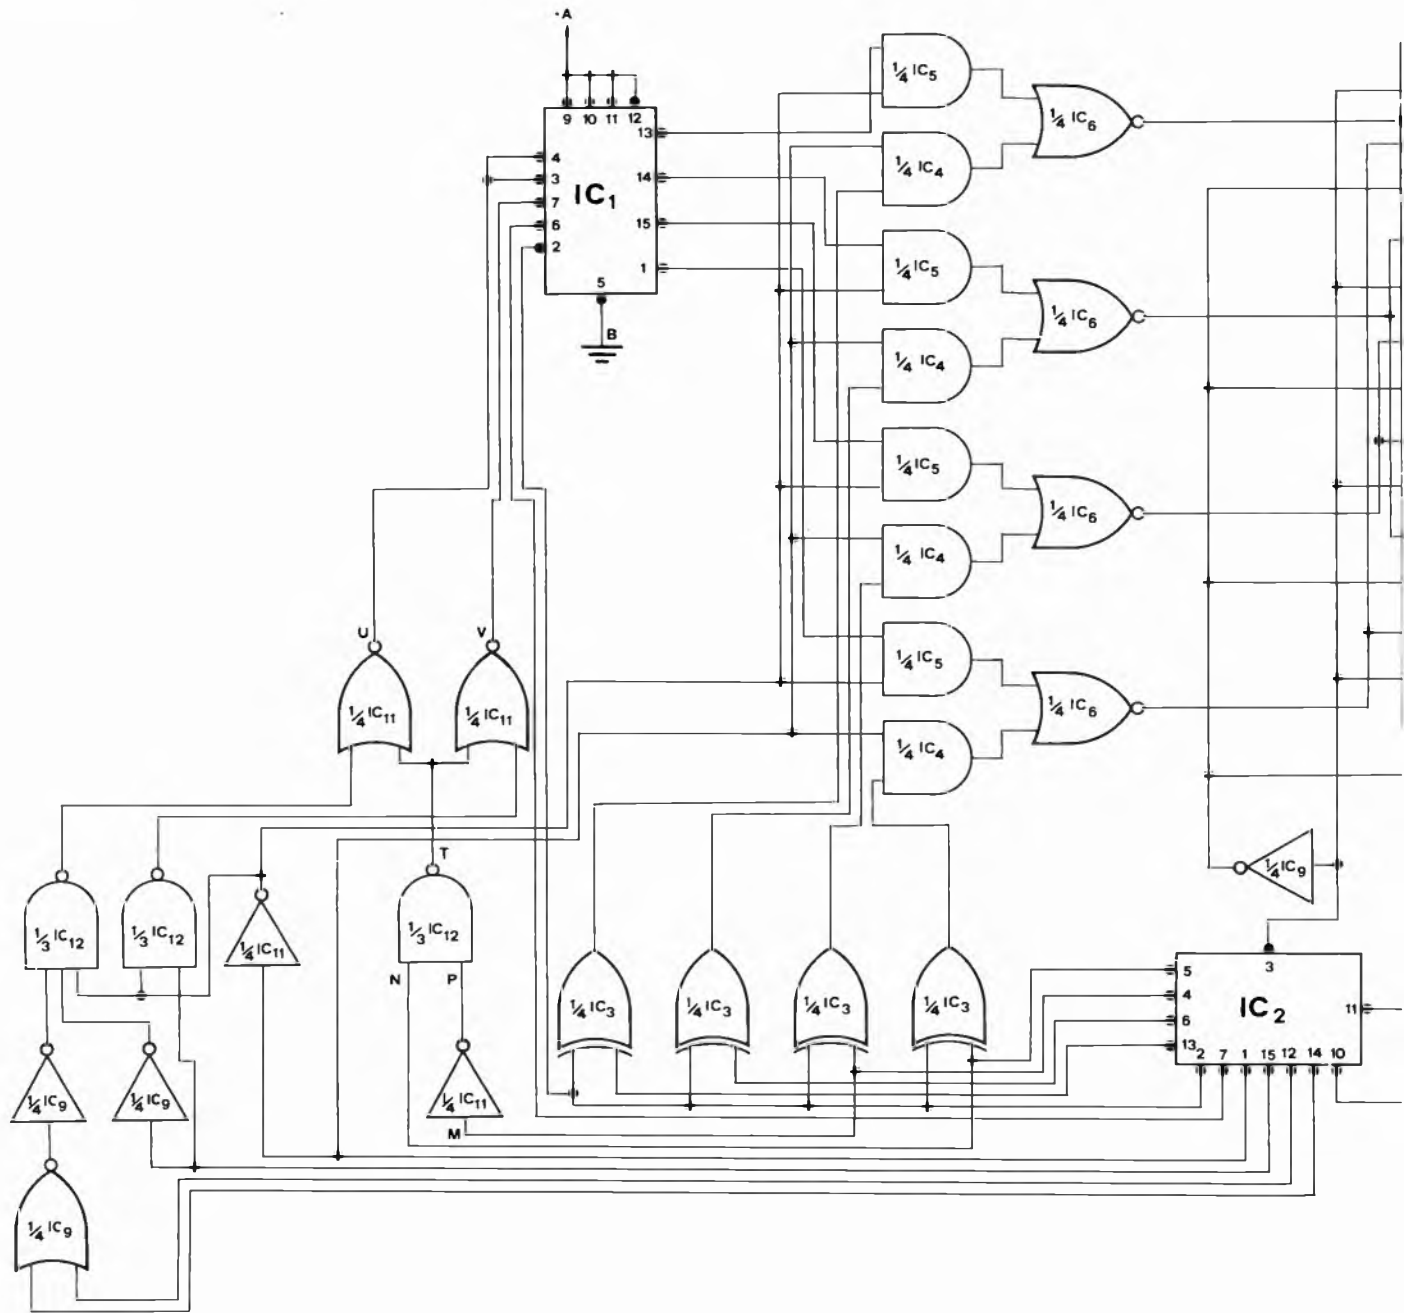 A
9 10 11 12
4
3
7
6
2
IC1
13
14
15
1
5
B
1/4 IC5
1/4 IC4
1/4 IC6
1/4 IC5
1/4 IC4
1/4 IC6
1/4 IC5
1/4 IC4
1/4 IC6
1/4 IC5
1/4 IC4
1/4 IC6
U
V
1/4 IC11
1/4 IC11
T
1/4 IC9
1/3 IC12
1/3 IC12
1/4 IC11
1/3 IC12
N
P
1/4 IC3
1/4 IC3
1/4 IC3
1/4 IC3
5
4
6
13
3
IC2
11
2 7 1 15 12 14 10
1/4 IC9
1/4 IC9
1/4 IC11
M
1/4 IC9